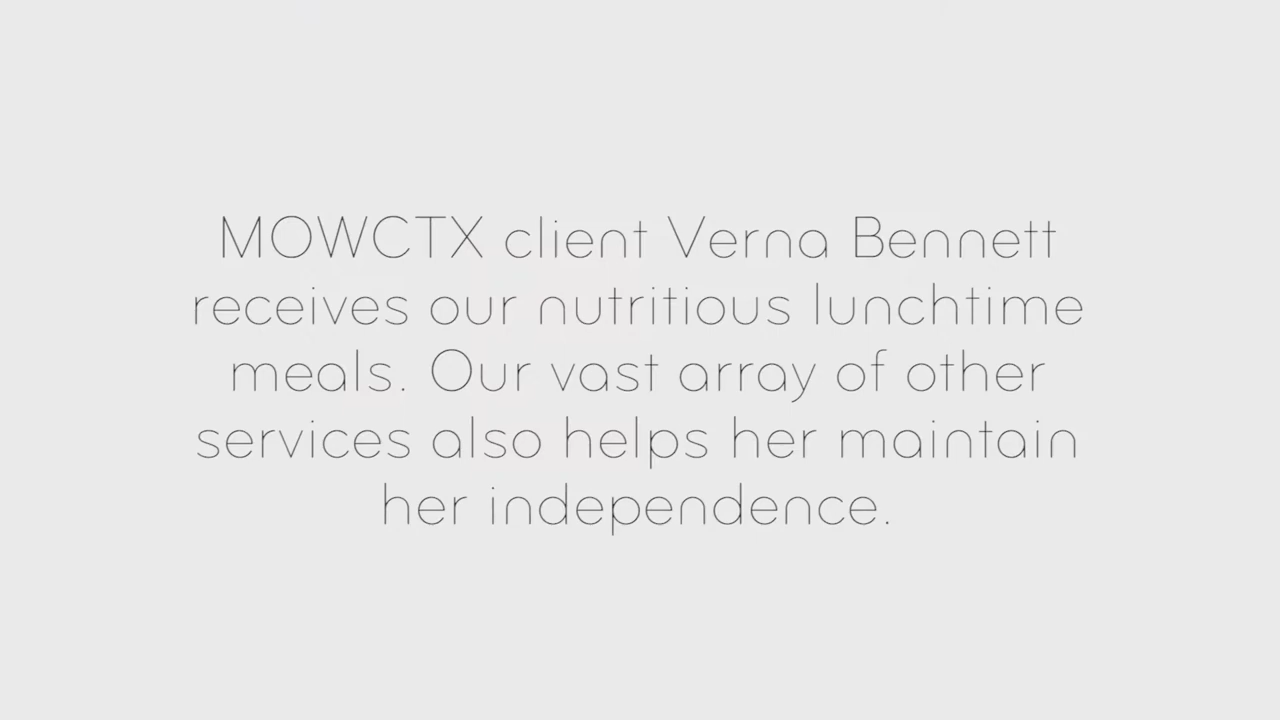 MOWCTX client Verna Bennett
receives our nutritious lunchtime
meals. Our vast array of other
services also helps her maintain
her independence.